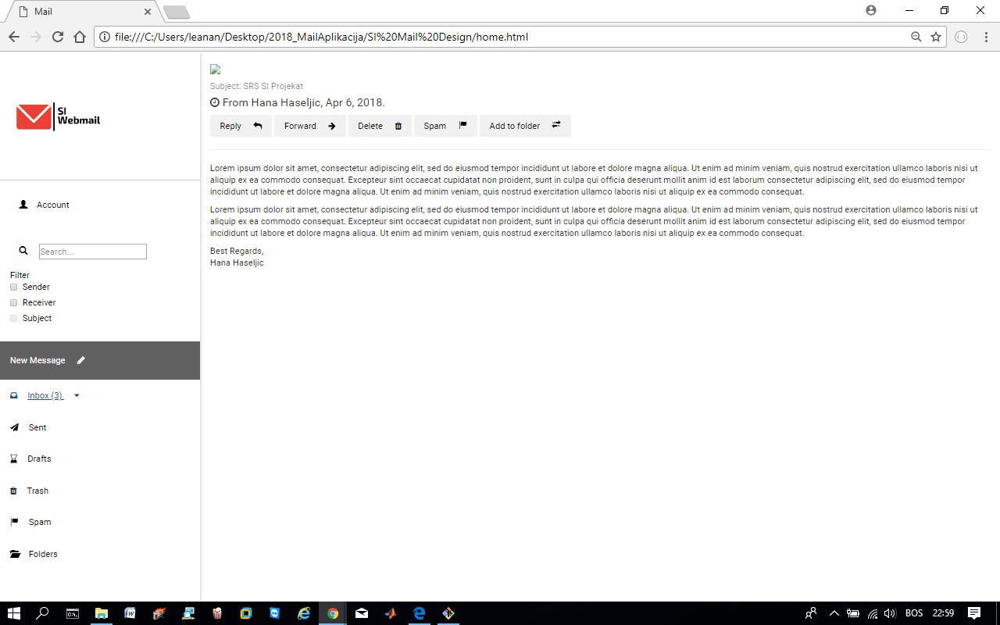 Mail
file:///C:/Users/leanan/Desktop/2018_MailAplikacija/SI%20Mail%20Design/home.html
SI
Webmail
Account
Search...
Filter
Sender
Receiver
Subject
New Message
Inbox (3)
Sent
Drafts
Trash
Spam
Folders
Subject: SRS SI Projekat
From Hana Haseljic, Apr 6, 2018.
Reply Forward Delete Spam Add to folder
Lorem ipsum dolor sit amet, consectetur adipiscing elit, sed do eiusmod tempor incididunt ut labore et dolore magna aliqua. Ut enim ad minim veniam, quis nostrud exercitation ullamco laboris nisi ut
aliquip ex ea commodo consequat. Excepteur sint occaecat cupidatat non proident, sunt in culpa qui officia deserunt mollit anim id est laborum consectetur adipiscing elit, sed do eiusmod tempor
incididunt ut labore et dolore magna aliqua. Ut enim ad minim veniam, quis nostrud exercitation ullamco laboris nisi ut aliquip ex ea commodo consequat.
Lorem ipsum dolor sit amet, consectetur adipiscing elit, sed do eiusmod tempor incididunt ut labore et dolore magna aliqua. Ut enim ad minim veniam, quis nostrud exercitation ullamco laboris nisi ut
aliquip ex ea commodo consequat. Excepteur sint occaecat cupidatat non proident, sunt in culpa qui officia deserunt mollit anim id est laborum consectetur adipiscing elit, sed do eiusmod tempor
incididunt ut labore et dolore magna aliqua. Ut enim ad minim veniam, quis nostrud exercitation ullamco laboris nisi ut aliquip ex ea commodo consequat.
Best Regards,
Hana Haseljic
BOS 22:59